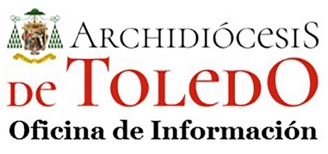 ARCHIDIÓCESIS
DE TOLEDO
Oficina de Información